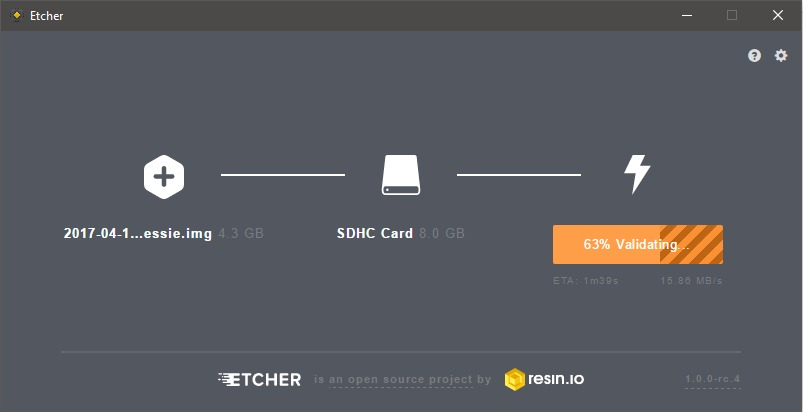 Etcher
2017-04-1...essie.img 4.3 GB
SDHC Card 8.0 GB
63% Validating...
ETA: 1m39s 15.86 MB/s
ETCHER is an open source project by resin.io 1.0.0-rc.4